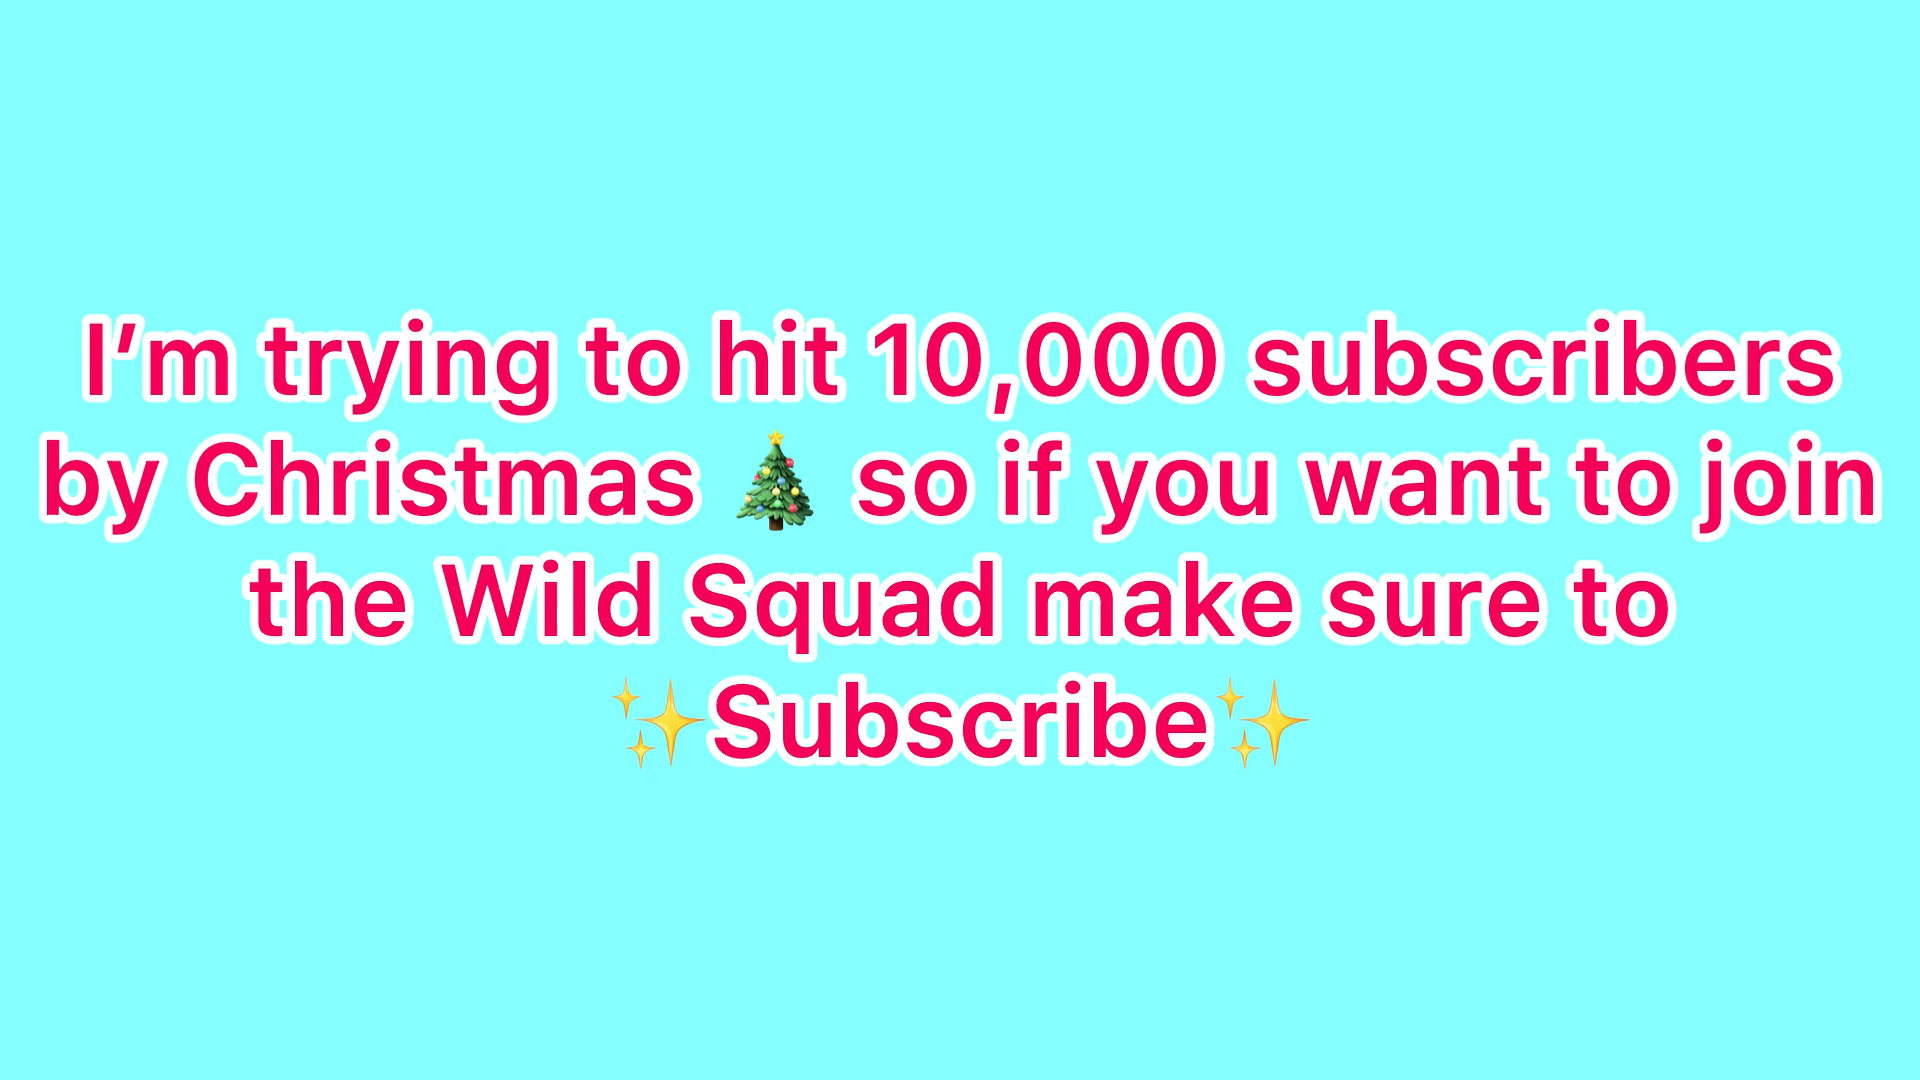 I’m trying to hit 10,000 subscribers
by Christmas 🎄 so if you want to join
the Wild Squad make sure to
✨Subscribe✨